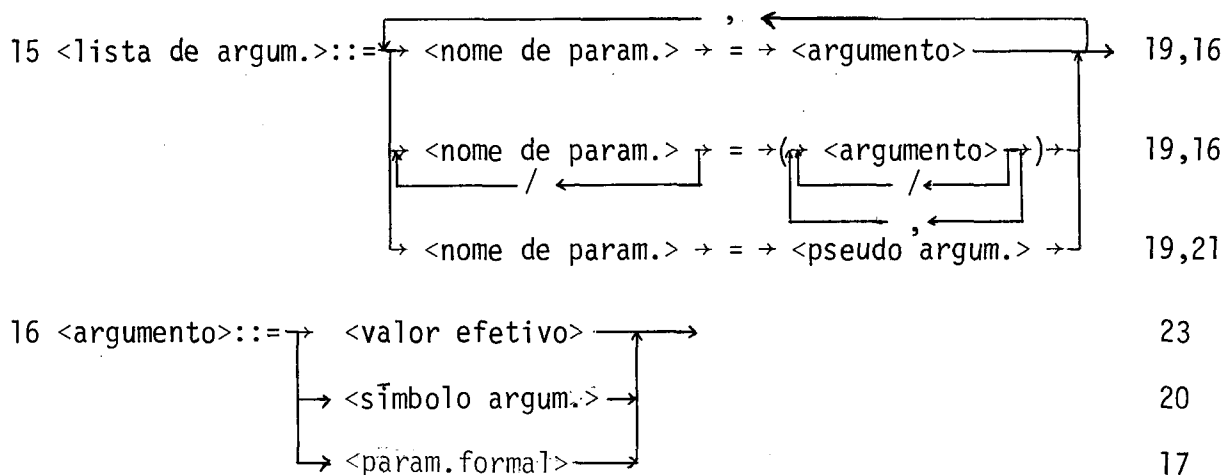 ,
15 <lista de argum.>::= → <nome de param.> → = → <argumento> → 19,16
→ <nome de param.> → = →(→ <argumento> →)→ 19,16
/ /
,
→ <nome de param.> → = → <pseudo argum.> → 19,21
16 <argumento>::= → <valor efetivo> → 23
→ <símbolo argum.> → 20
→ <param.formal> → 17